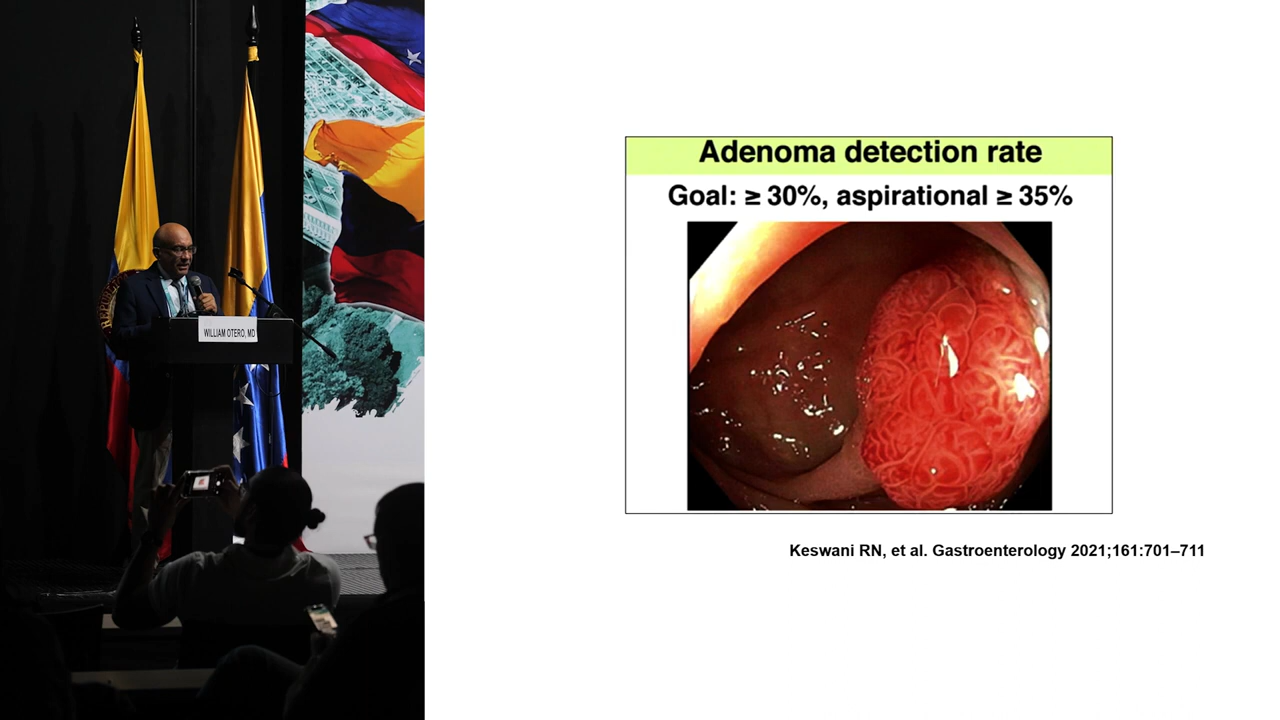 WILLIAM OTERO, MD
Adenoma detection rate
Goal: ≥ 30%, aspirational ≥ 35%
Keswani RN, et al. Gastroenterology 2021;161:701–711